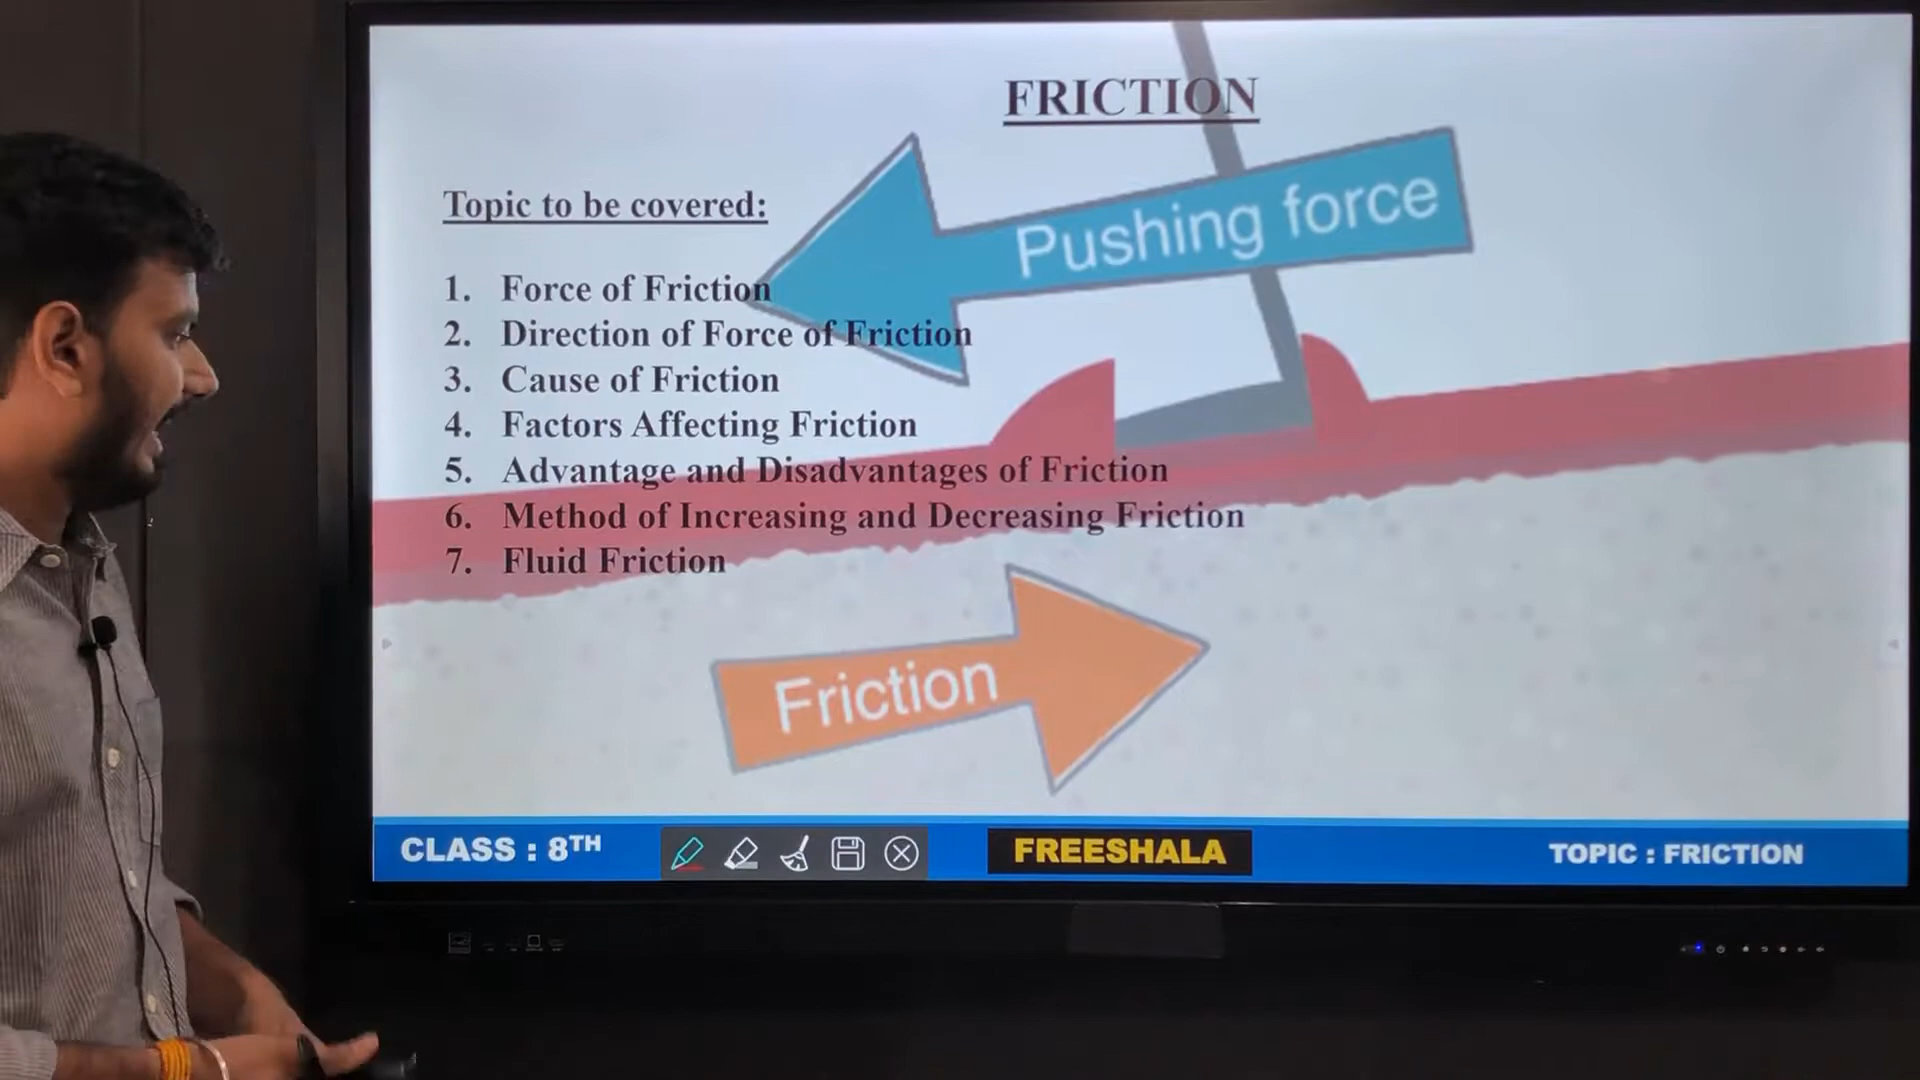 FRICTION
Topic to be covered:
Pushing force
1. Force of Friction
2. Direction of Force of Friction
3. Cause of Friction
4. Factors Affecting Friction
5. Advantage and Disadvantages of Friction
6. Method of Increasing and Decreasing Friction
7. Fluid Friction
Friction
CLASS : 8TH
FREESHALA
TOPIC : FRICTION